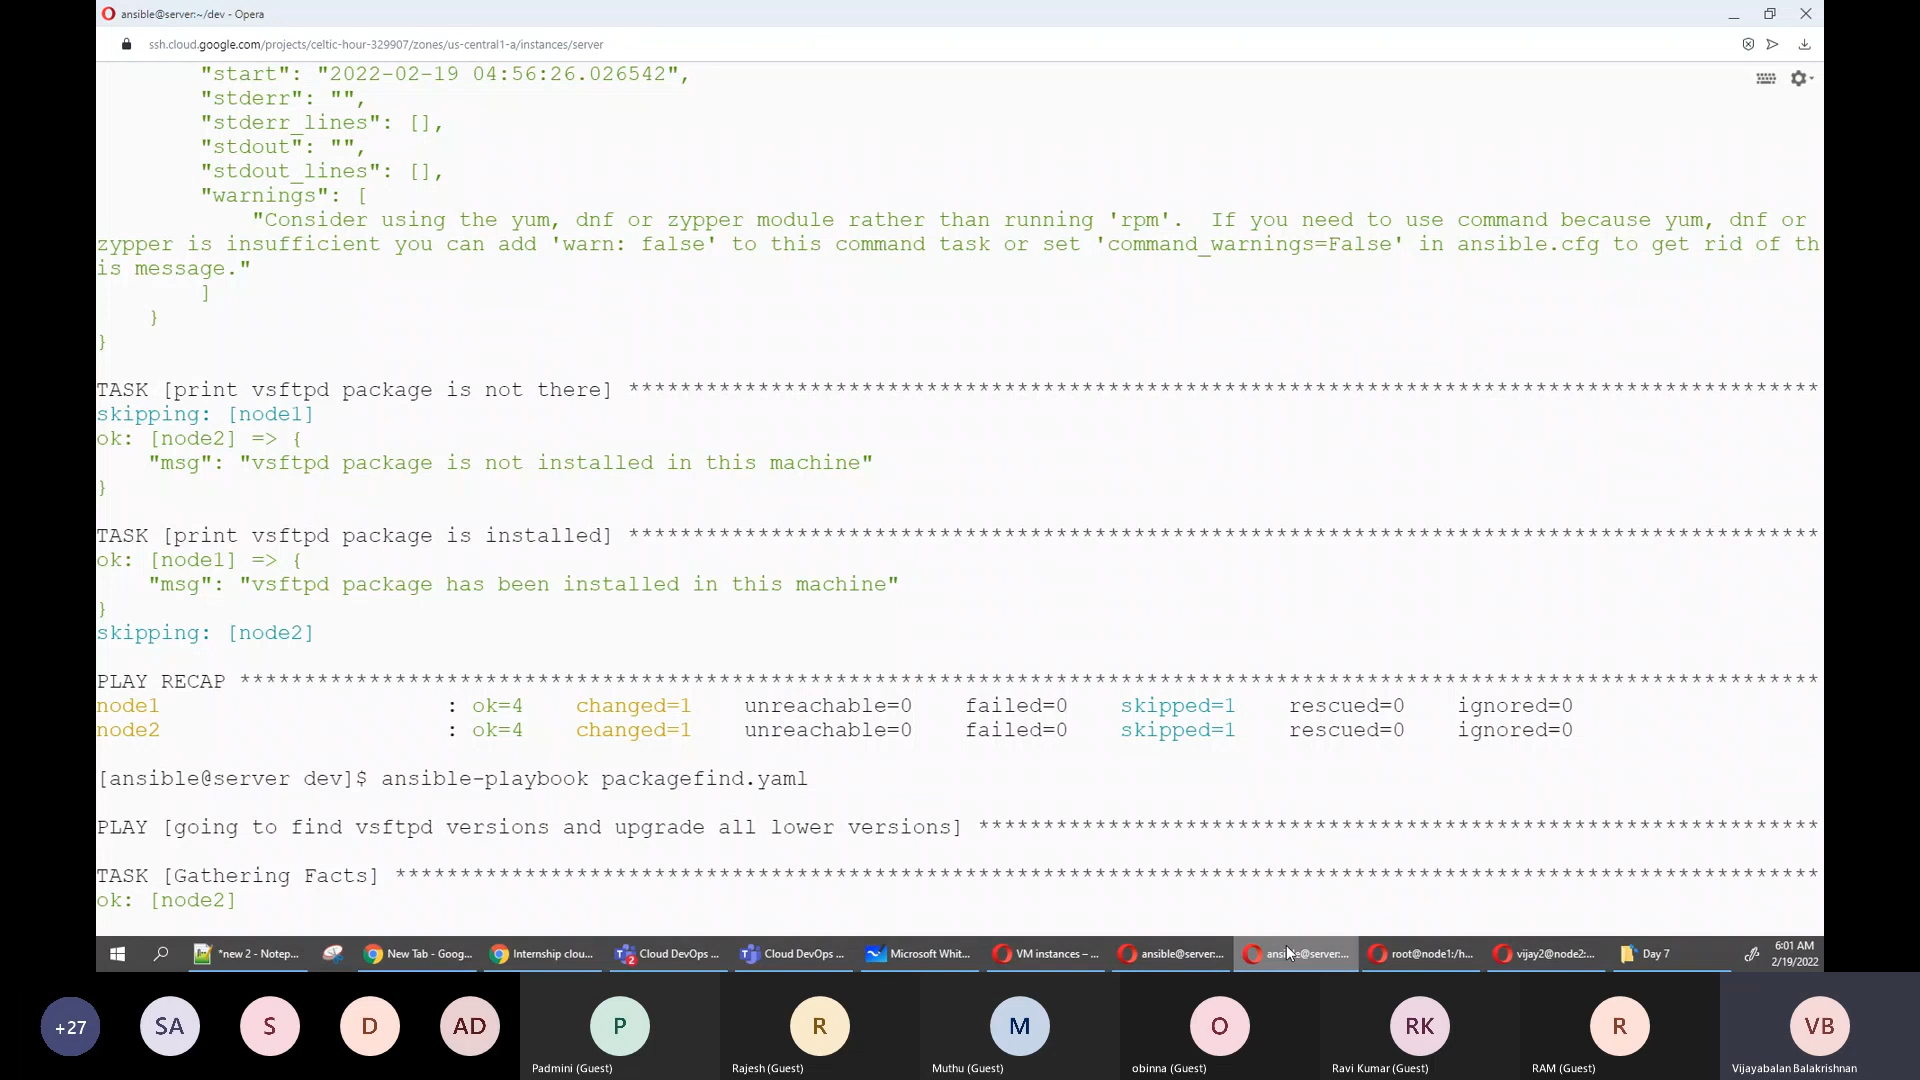 ansible@server:~/dev - Opera
ssh.cloud.google.com/projects/celtic-hour-329907/zones/us-central1-a/instances/server
"start": "2022-02-19 04:56:26.026542",
"stderr": "",
"stderr_lines": [],
"stdout": "",
"stdout_lines": [],
"warnings": [
"Consider using the yum, dnf or zypper module rather than running 'rpm'.  If you need to use command because yum, dnf or
zypper is insufficient you can add 'warn: false' to this command task or set 'command_warnings=False' in ansible.cfg to get rid of th
is message."
]
}
}
TASK [print vsftpd package is not there] ********************************************************************************************
skipping: [node1]
ok: [node2] => {
"msg": "vsftpd package is not installed in this machine"
}
TASK [print vsftpd package is installed] ********************************************************************************************
ok: [node1] => {
"msg": "vsftpd package has been installed in this machine"
}
skipping: [node2]
PLAY RECAP **************************************************************************************************************************
node1 : ok=4 changed=1 unreachable=0 failed=0 skipped=1 rescued=0 ignored=0
node2 : ok=4 changed=1 unreachable=0 failed=0 skipped=1 rescued=0 ignored=0
[ansible@server dev]$ ansible-playbook packagefind.yaml
PLAY [going to find vsftpd versions and upgrade all lower versions] *****************************************************************
TASK [Gathering Facts] **************************************************************************************************************
ok: [node2]
*new 2 - Notep... New Tab - Goog... Internship clou... 2 Cloud DevOps ... Cloud DevOps ... Microsoft Whit... VM instances – ... ansible@server:... ansible@server:... root@node1:/h... vijay2@node2:... Day 7 6:01 AM
2/19/2022
+27 SA S D AD P R M O RK R VB
Padmini (Guest) Rajesh (Guest) Muthu (Guest) obinna (Guest) Ravi Kumar (Guest) RAM (Guest) Vijayabalan Balakrishnan